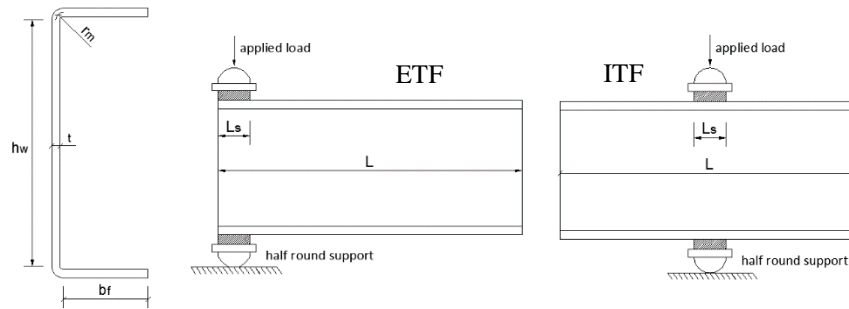 rm
t
hw
bf
applied load
ETF
Ls
L
half round support
applied load
ITF
Ls
L
half round support